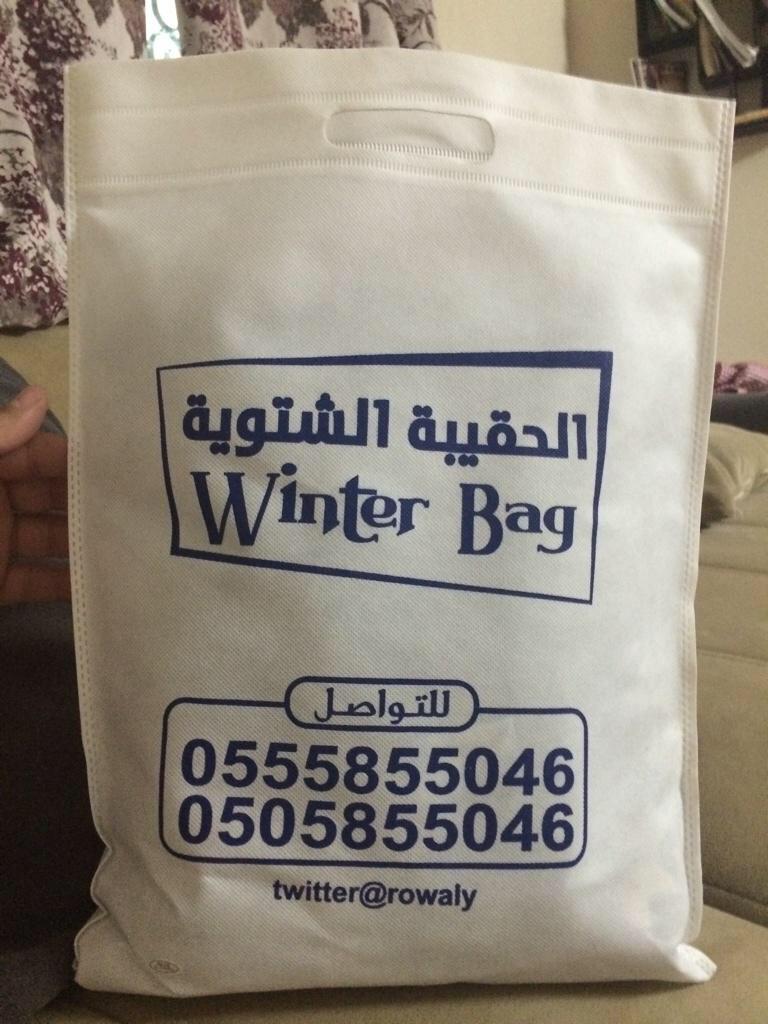 الحقيبة الشتوية
Winter Bag
للتواصل
0555855046
0505855046
twitter@rowaly